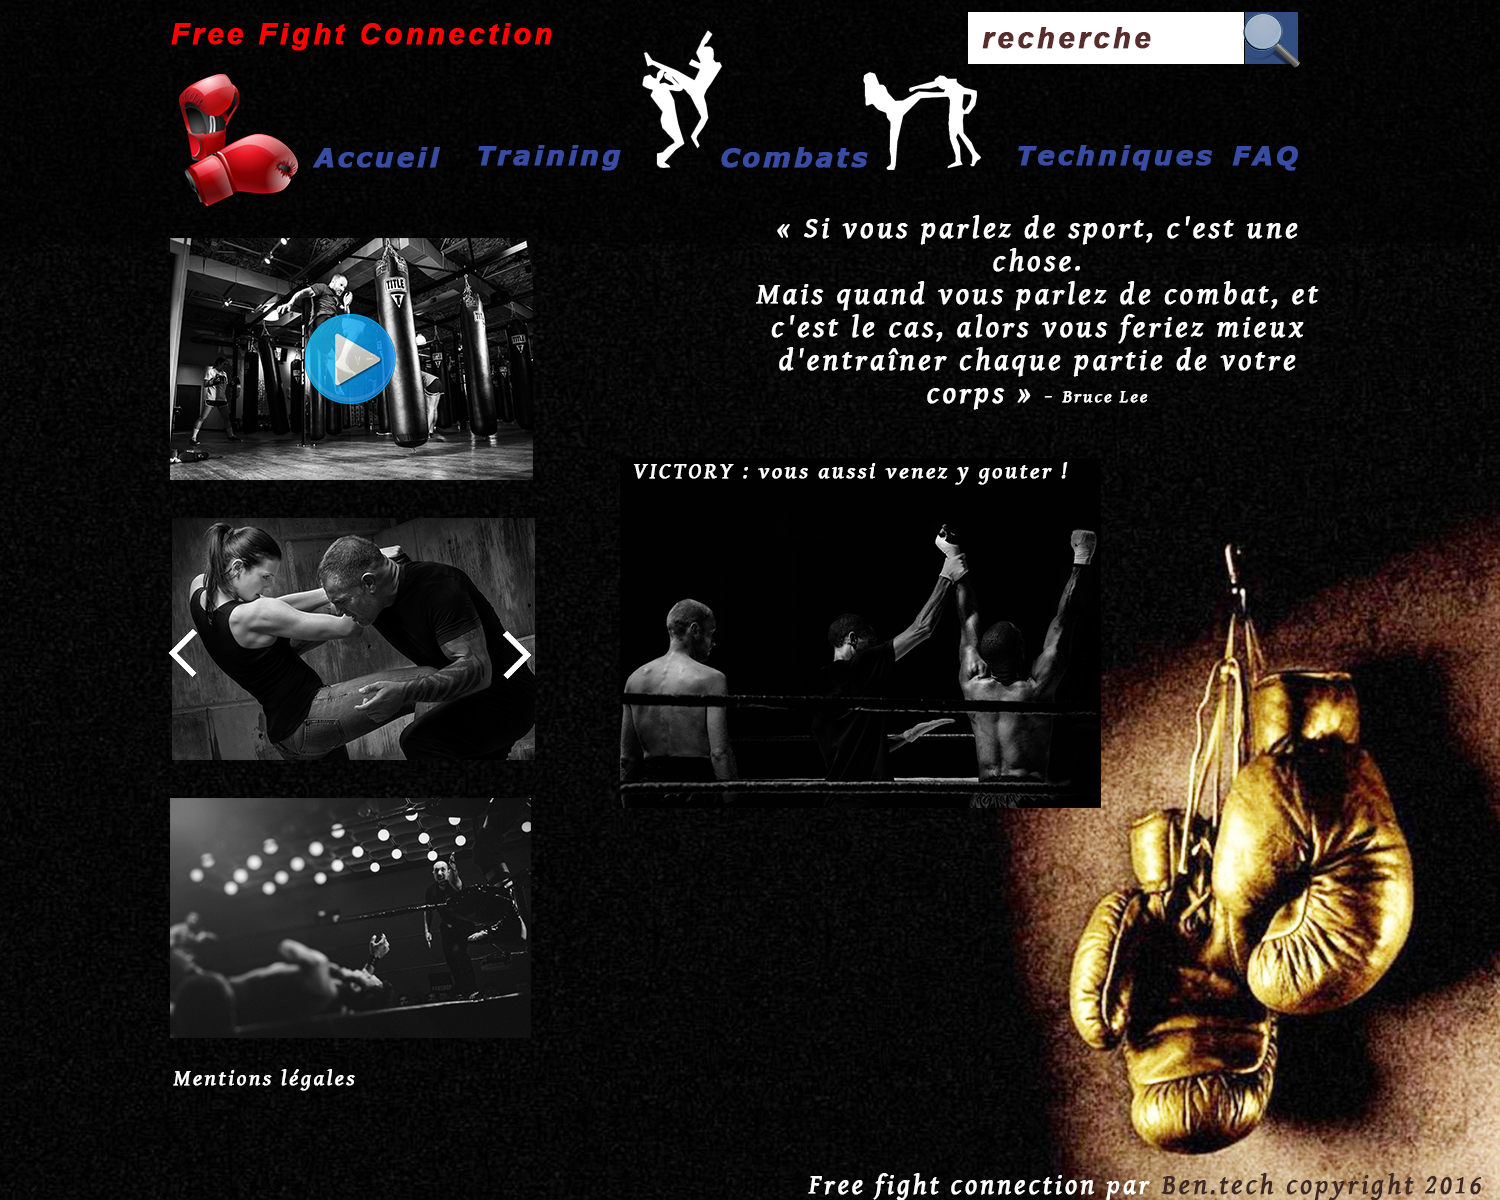 Free Fight Connection
recherche
Accueil
Training
Combats
Techniques
FAQ
« Si vous parlez de sport, c'est une
chose.
Mais quand vous parlez de combat, et
c'est le cas, alors vous feriez mieux
d'entraîner chaque partie de votre
corps » - Bruce Lee
TITLE
T
TITLE
VICTORY : vous aussi venez y gouter !
Mentions légales
Free fight connection par Ben.tech copyright 2016